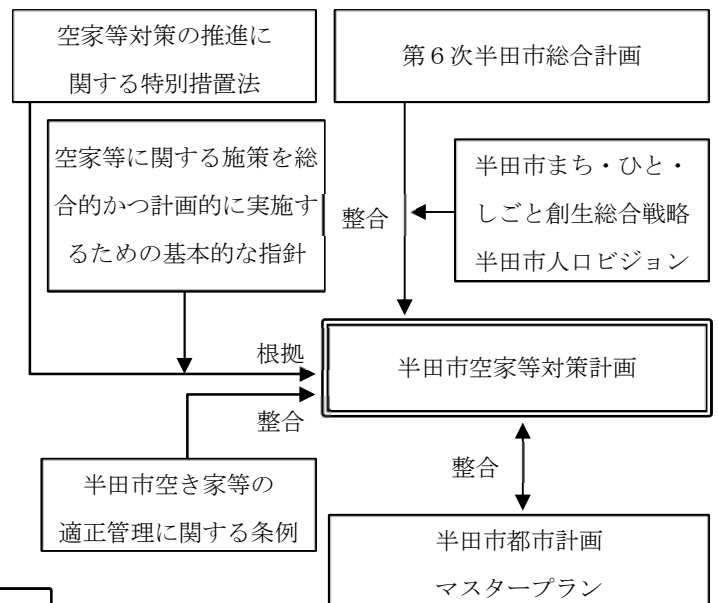 空家等対策の推進に
関する特別措置法
第６次半田市総合計画
空家等に関する施策を総
合的かつ計画的に実施す
るための基本的な指針
整合
半田市まち・ひと・
しごと創生総合戦略
半田市人口ビジョン
根拠
半田市空家等対策計画
整合
半田市空き家等の
適正管理に関する条例
整合
半田市都市計画
マスタープラン